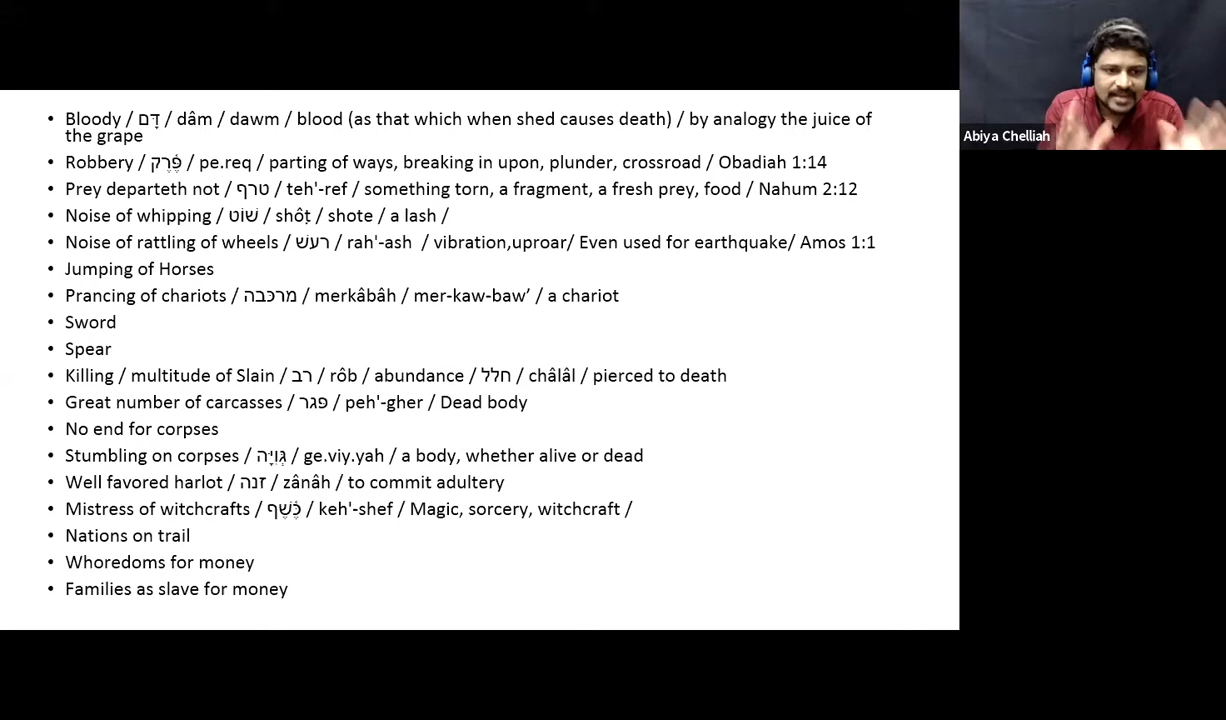 • Bloody / דָּם / dâm / dawm / blood (as that which when shed causes death) / by analogy the juice of
the grape
• Robbery / פֶּ֫רֶק / pe.req / parting of ways, breaking in upon, plunder, crossroad / Obadiah 1:14
• Prey departeth not / טרף / teh'-ref / something torn, a fragment, a fresh prey, food / Nahum 2:12
• Noise of whipping / שׁוֹט / shôṭ / shote / a lash /
• Noise of rattling of wheels / רעשׁ / rah'-ash / vibration,uproar/ Even used for earthquake/ Amos 1:1
• Jumping of Horses
• Prancing of chariots / מרכּבה / merkâbâh / mer-kaw-baw’ / a chariot
• Sword
• Spear
• Killing / multitude of Slain / רב / rôb / abundance / חלל / châlâl / pierced to death
• Great number of carcasses / פּגר / peh'-gher / Dead body
• No end for corpses
• Stumbling on corpses / גְּוִיָּה / ge.viy.yah / a body, whether alive or dead
• Well favored harlot / זנה / zânâh / to commit adultery
• Mistress of witchcrafts / כֶּ֫שֶׁף / keh'-shef / Magic, sorcery, witchcraft /
• Nations on trail
• Whoredoms for money
• Families as slave for money
Abiya Chelliah